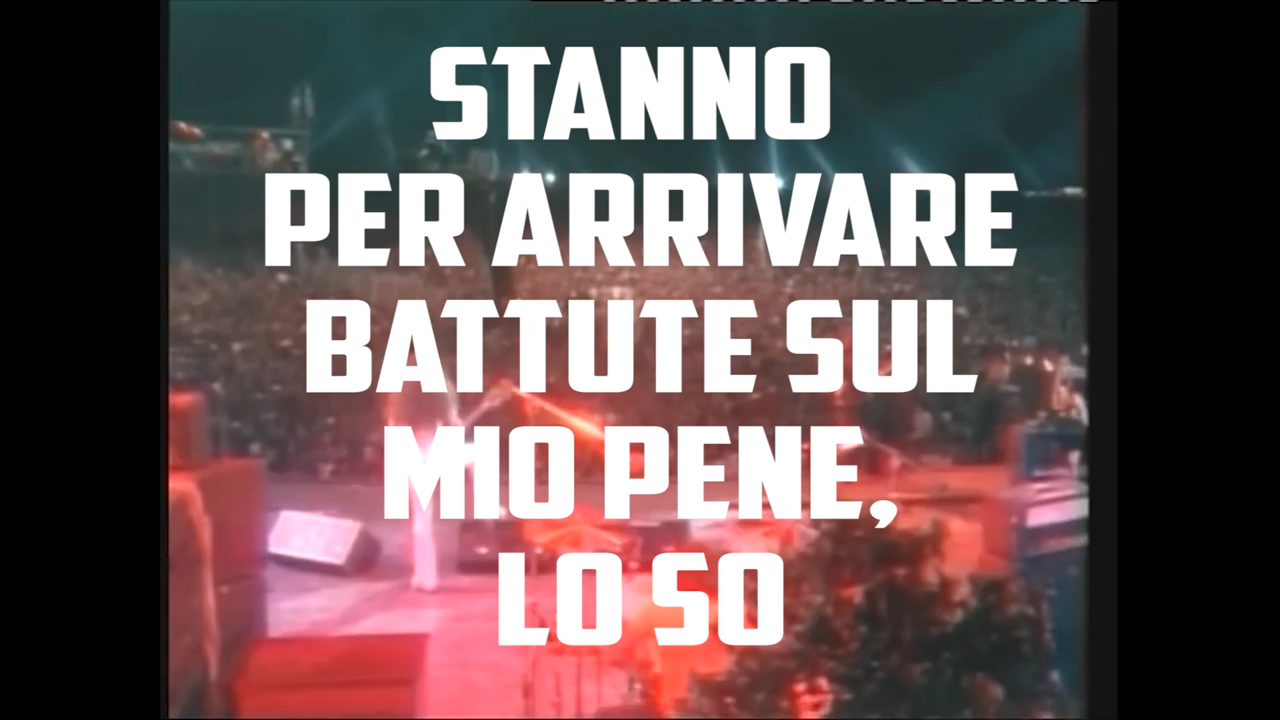 STANNO
PER ARRIVARE
BATTUTE SUL
MIO PENE,
LO SO